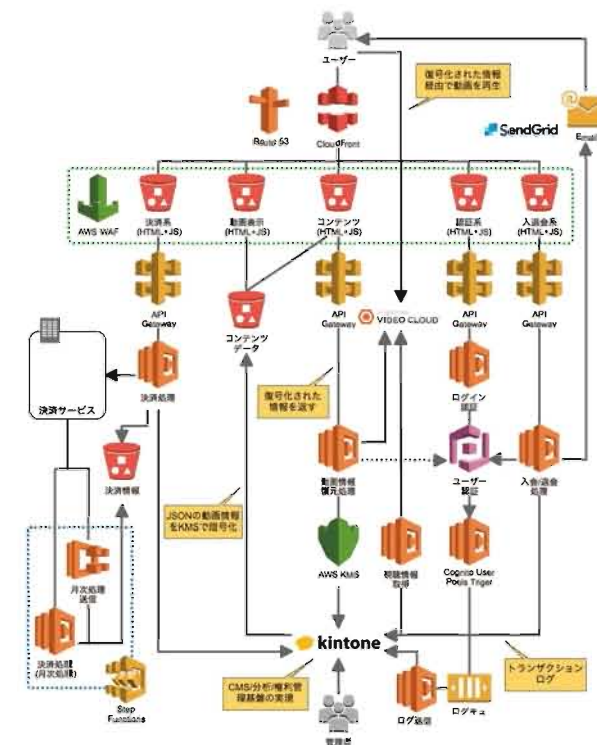 ユーザー
復号化された情報
経由で動画を再生
Route 53
CloudFront
SendGrid
Email
AWS WAF
決済系
(HTML+JS)
動画表示
(HTML+JS)
コンテンツ
(HTML+JS)
認証系
(HTML+JS)
入退会系
(HTML+JS)
API
Gateway
コンテンツ
データ
API
Gateway
VIDEO CLOUD
API
Gateway
API
Gateway
決済サービス
決済処理
復号化された
情報を返す
ログイン
認証
決済情報
動画情報
復元処理
ユーザー
認証
入会/退会
処理
JSONの動画情報
をKMSで暗号化
月次処理
送信
AWS KMS
視聴情報
取得
Cognito User
Pools Triger
決済処理
(月次処理)
Step
Functions
kintone
CMS/分析/権利管
理基盤の実現
管理者
ログ送信
ログキュー
トランザクション
ログ